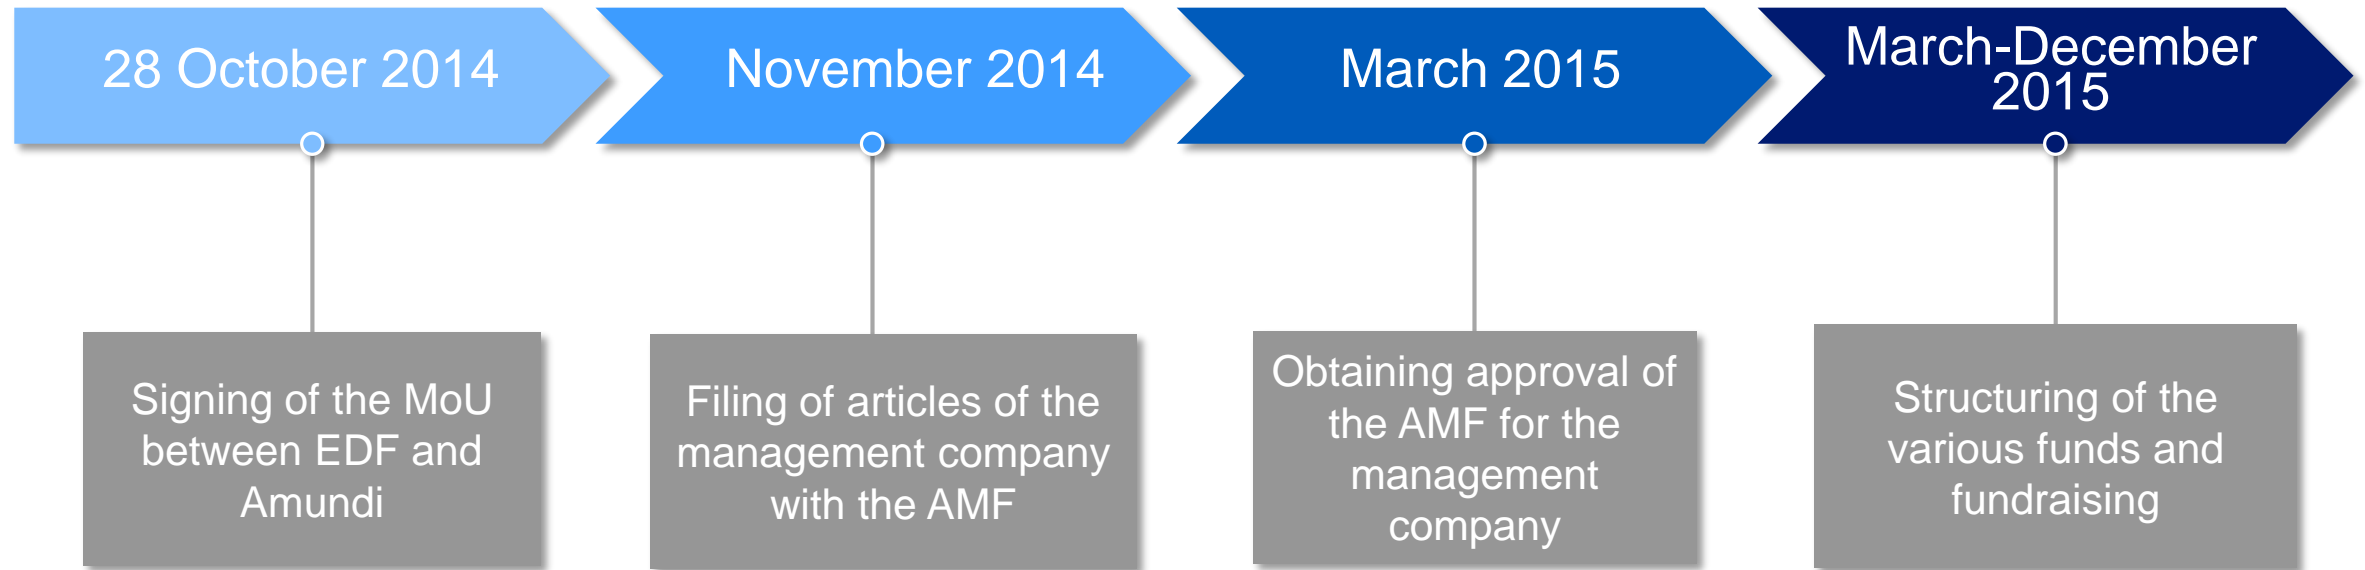 28 October 2014
November 2014
March 2015
March-December
2015
Signing of the MoU
between EDF and
Amundi
Filing of articles of the
management company
with the AMF
Obtaining approval of
the AMF for the
management
company
Structuring of the
various funds and
fundraising